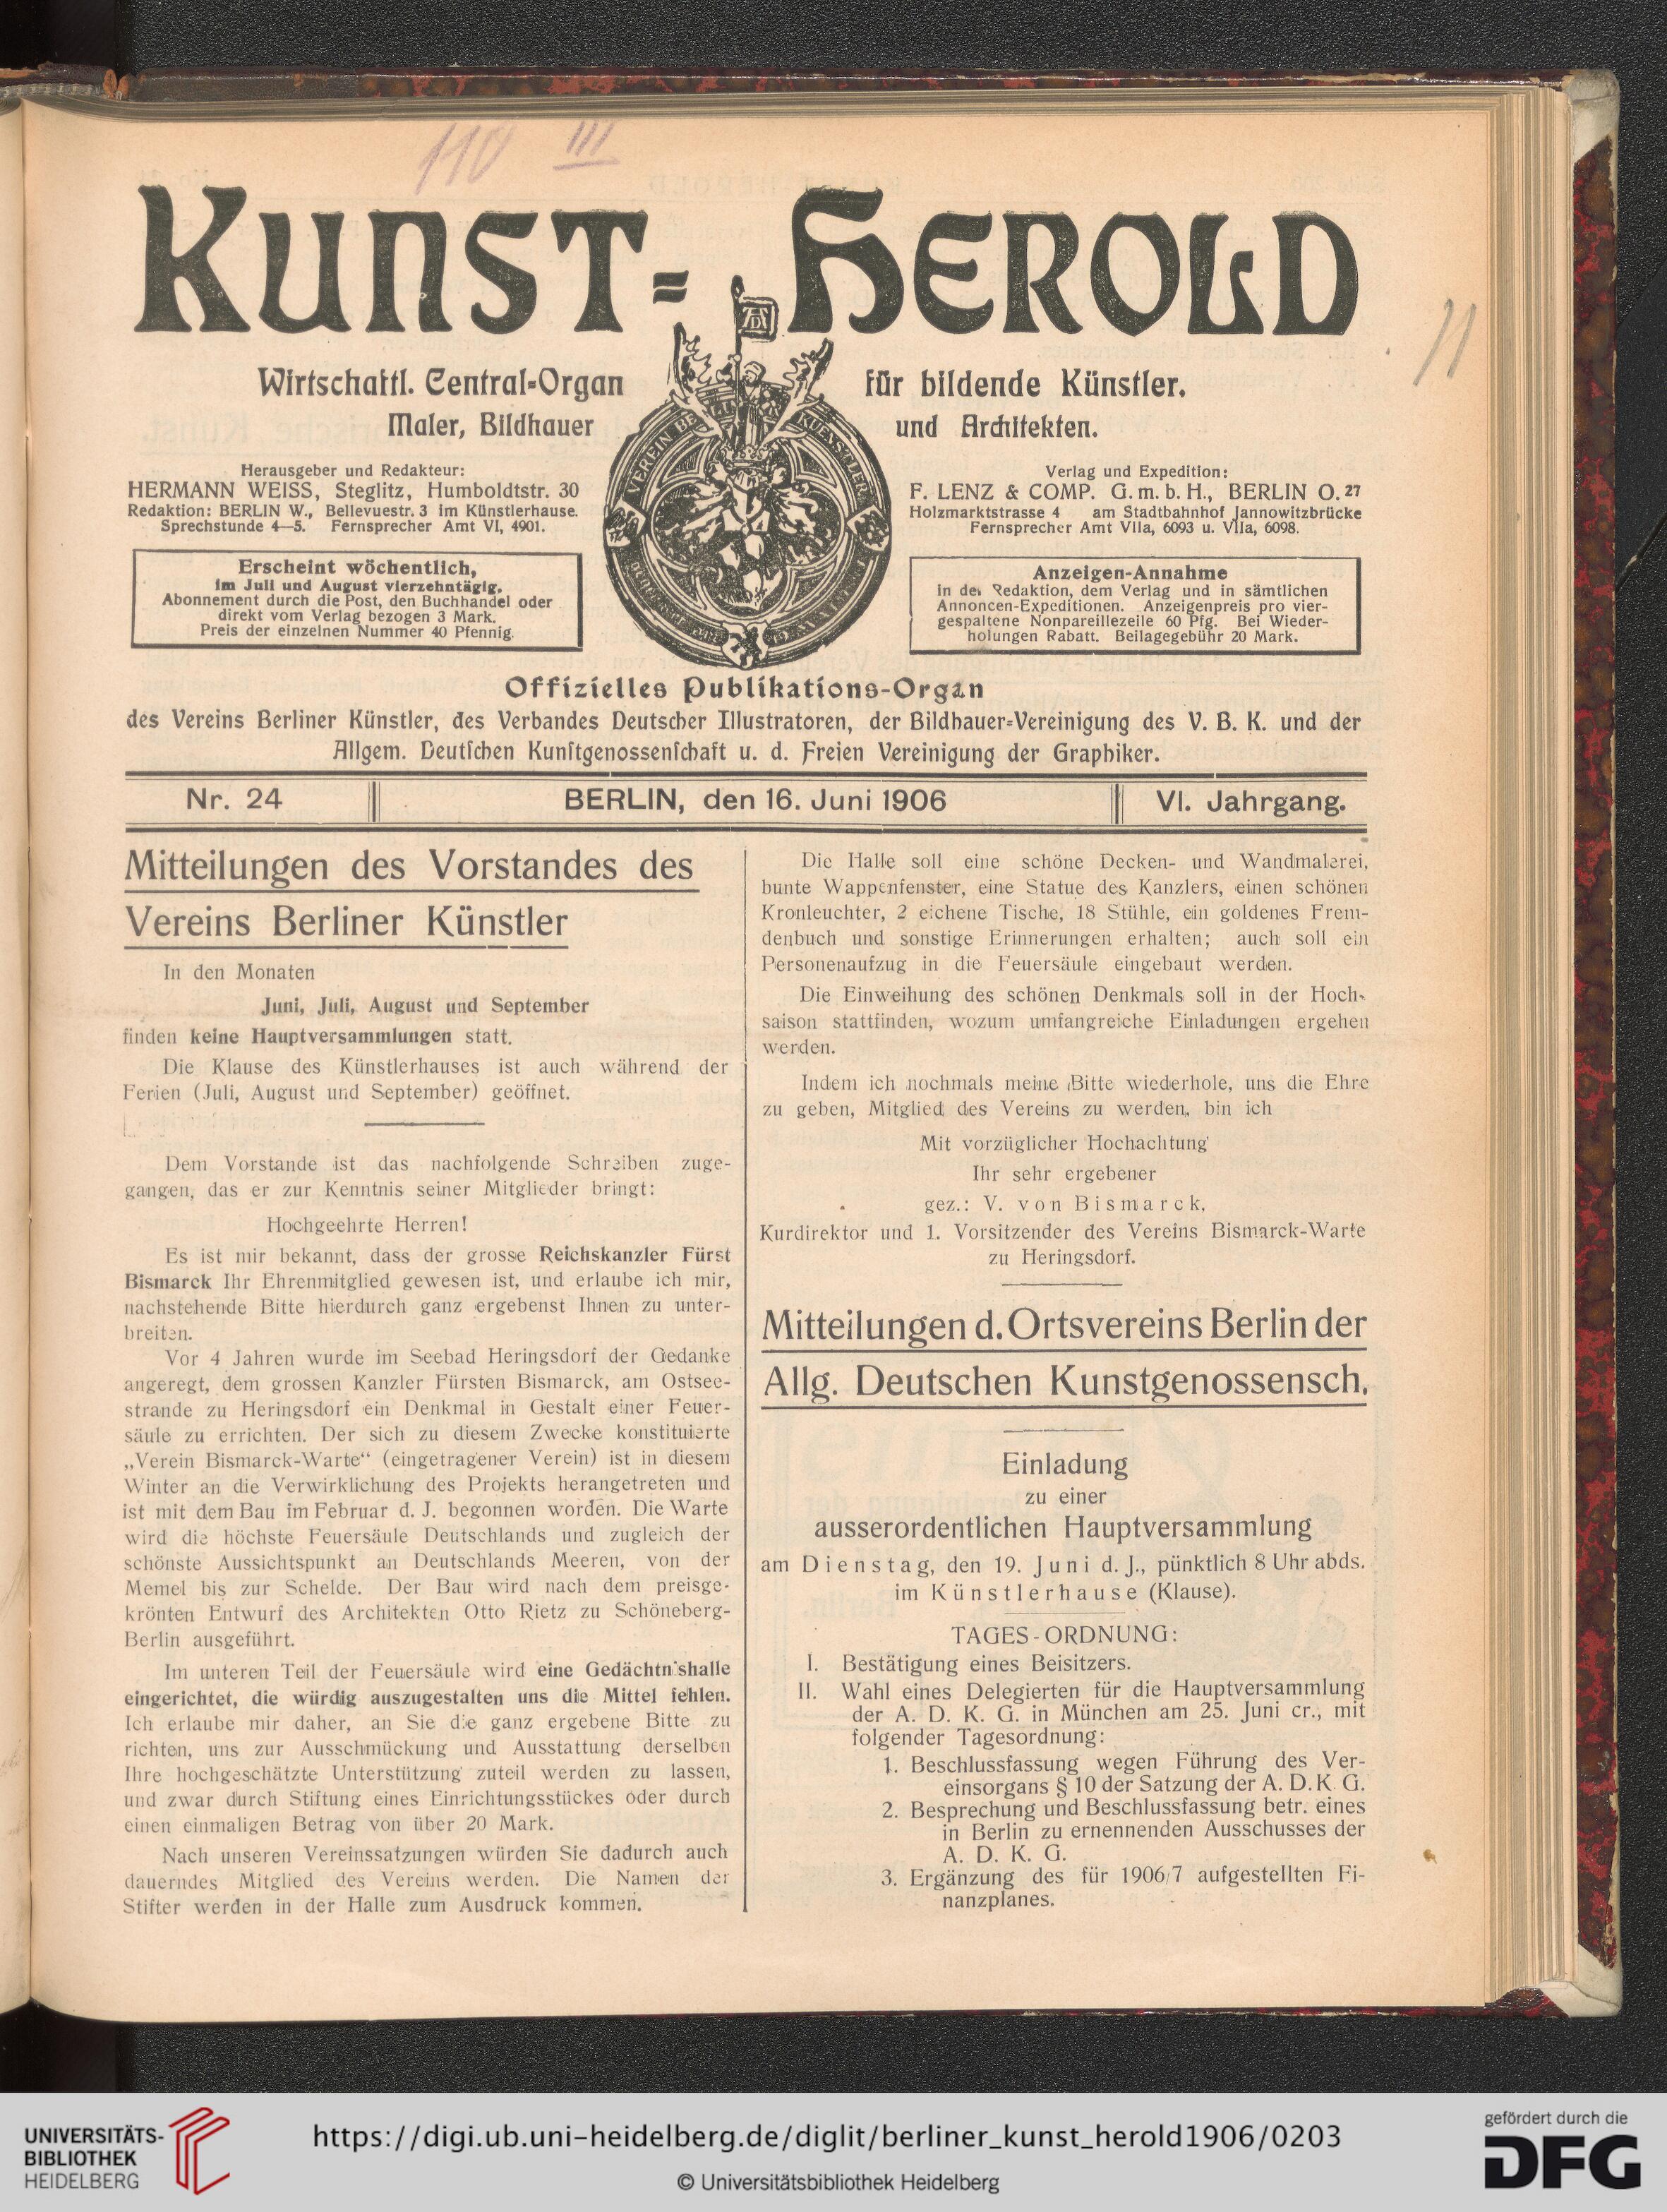 110 III
KUNST=HEROLD
11
Wirtschaftl. Central=Organ für bildende Künstler,
Maler, Bildhauer und Architekten.
Herausgeber und Redakteur:
HERMANN WEISS, Steglitz, Humboldtstr. 30
Redaktion: BERLIN W., Bellevuestr. 3 im Künstlerhause.
Sprechstunde 4—5. Fernsprecher Amt VI, 4901.
Erscheint wöchentlich,
im Juli und August vierzehntägig.
Abonnement durch die Post, den Buchhandel oder
direkt vom Verlag bezogen 3 Mark.
Preis der einzelnen Nummer 40 Pfennig.
VEREIN BERLINER KUENSTLER
Verlag und Expedition:
F. LENZ & COMP. G. m. b. H., BERLIN O. 27
Holzmarktstrasse 4 am Stadtbahnhof Jannowitzbrücke
Fernsprecher Amt VIIa, 6093 u. VIIa, 6098.
Anzeigen-Annahme
in der Redaktion, dem Verlag und in sämtlichen
Annoncen-Expeditionen. Anzeigenpreis pro vier-
gespaltene Nonpareillezeile 60 Pfg. Bei Wieder-
holungen Rabatt. Beilagegebühr 20 Mark.
Offizielles Publikations-Organ
des Vereins Berliner Künstler, des Verbandes Deutscher Illustratoren, der Bildhauer=Vereinigung des V. B. K. und der
Allgem. Deutschen Kunstgenossenschaft u. d. Freien Vereinigung der Graphiker.
Nr. 24 BERLIN, den 16. Juni 1906 VI. Jahrgang.
Mitteilungen des Vorstandes des
Vereins Berliner Künstler
In den Monaten
Juni, Juli, August und September
finden keine Hauptversammlungen statt.
Die Klause des Künstlerhauses ist auch während der
Ferien (Juli, August und September) geöffnet.
Dem Vorstande ist das nachfolgende Schreiben zuge-
gangen, das er zur Kenntnis seiner Mitglieder bringt:
Hochgeehrte Herren!
Es ist mir bekannt, dass der grosse Reichskanzler Fürst
Bismarck Ihr Ehrenmitglied gewesen ist, und erlaube ich mir,
nachstehende Bitte hierdurch ganz ergebenst Ihnen zu unter-
breiten.
Vor 4 Jahren wurde im Seebad Heringsdorf der Gedanke
angeregt, dem grossen Kanzler Fürsten Bismarck, am Ostsee-
strande zu Heringsdorf ein Denkmal in Gestalt einer Feuer-
säule zu errichten. Der sich zu diesem Zwecke konstituierte
„Verein Bismarck-Warte“ (eingetragener Verein) ist in diesem
Winter an die Verwirklichung des Projekts herangetreten und
ist mit dem Bau im Februar d. J. begonnen worden. Die Warte
wird die höchste Feuersäule Deutschlands und zugleich der
schönste Aussichtspunkt an Deutschlands Meeren, von der
Memel bis zur Schelde. Der Bau wird nach dem preisge-
krönten Entwurf des Architekten Otto Rietz zu Schöneberg-
Berlin ausgeführt.
Im unteren Teil der Feuersäule wird eine Gedächtnishalle
eingerichtet, die würdig auszugestalten uns die Mittel fehlen.
Ich erlaube mir daher, an Sie die ganz ergebene Bitte zu
richten, uns zur Ausschmückung und Ausstattung derselben
Ihre hochgeschätzte Unterstützung zuteil werden zu lassen,
und zwar durch Stiftung eines Einrichtungsstückes oder durch
einen einmaligen Betrag von über 20 Mark.
Nach unseren Vereinssatzungen würden Sie dadurch auch
dauerndes Mitglied des Vereins werden. Die Namen der
Stifter werden in der Halle zum Ausdruck kommen.
Die Halle soll eine schöne Decken- und Wandmalerei,
bunte Wappenfenster, eine Statue des Kanzlers, einen schönen
Kronleuchter, 2 eichene Tische, 18 Stühle, ein goldenes Frem-
denbuch und sonstige Erinnerungen erhalten; auch soll ein
Personenaufzug in die Feuersäule eingebaut werden.
Die Einweihung des schönen Denkmals soll in der Hoch-
saison stattfinden, wozu umfangreiche Einladungen ergehen
werden.
Indem ich nochmals meine Bitte wiederhole, uns die Ehre
zu geben, Mitglied des Vereins zu werden, bin ich
Mit vorzüglicher Hochachtung
Ihr sehr ergebener
gez.: V. von Bismarck,
Kurdirektor und 1. Vorsitzender des Vereins Bismarck-Warte
zu Heringsdorf.
Mitteilungen d. Ortsvereins Berlin der
Allg. Deutschen Kunstgenossensch.
Einladung
zu einer
ausserordentlichen Hauptversammlung
am Dienstag, den 19. Juni d. J., pünktlich 8 Uhr abds.
im Künstlerhause (Klause).
TAGES-ORDNUNG:
I. Bestätigung eines Beisitzers.
II. Wahl eines Delegierten für die Hauptversammlung
der A. D. K. G. in München am 25. Juni cr., mit
folgender Tagesordnung:
1. Beschlussfassung wegen Führung des Ver-
einsorgans § 10 der Satzung der A. D. K. G.
2. Besprechung und Beschlussfassung betr. eines
in Berlin zu ernennenden Ausschusses der
A. D. K. G.
3. Ergänzung des für 1906/7 aufgestellten Fi-
nanzplanes.
UNIVERSITÄTS-
BIBLIOTHEK
HEIDELBERG
https://digi.ub.uni-heidelberg.de/diglit/berliner_kunst_herold1906/0203
© Universitätsbibliothek Heidelberg
gefördert durch die
DFG